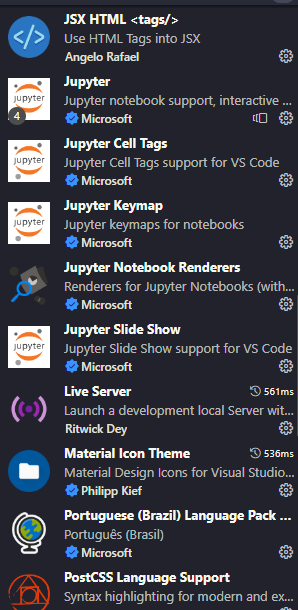 JSX HTML <tags/>
Use HTML Tags into JSX
Angelo Rafael
jupyter
4
Jupyter
Jupyter notebook support, interactive ...
Microsoft
jupyter
Jupyter Cell Tags
Jupyter Cell Tags support for VS Code
Microsoft
jupyter
Jupyter Keymap
Jupyter keymaps for notebooks
Microsoft
Jupyter Notebook Renderers
Renderers for Jupyter Notebooks (with...
Microsoft
jupyter
Jupyter Slide Show
Jupyter Slide Show support for VS Code
Microsoft
Live Server 561ms
Launch a development local Server wit...
Ritwick Dey
Material Icon Theme 536ms
Material Design Icons for Visual Studio...
Philipp Kief
Portuguese (Brazil) Language Pack ...
Português (Brasil)
Microsoft
PostCSS Language Support
Syntax highlighting for modern and ex...